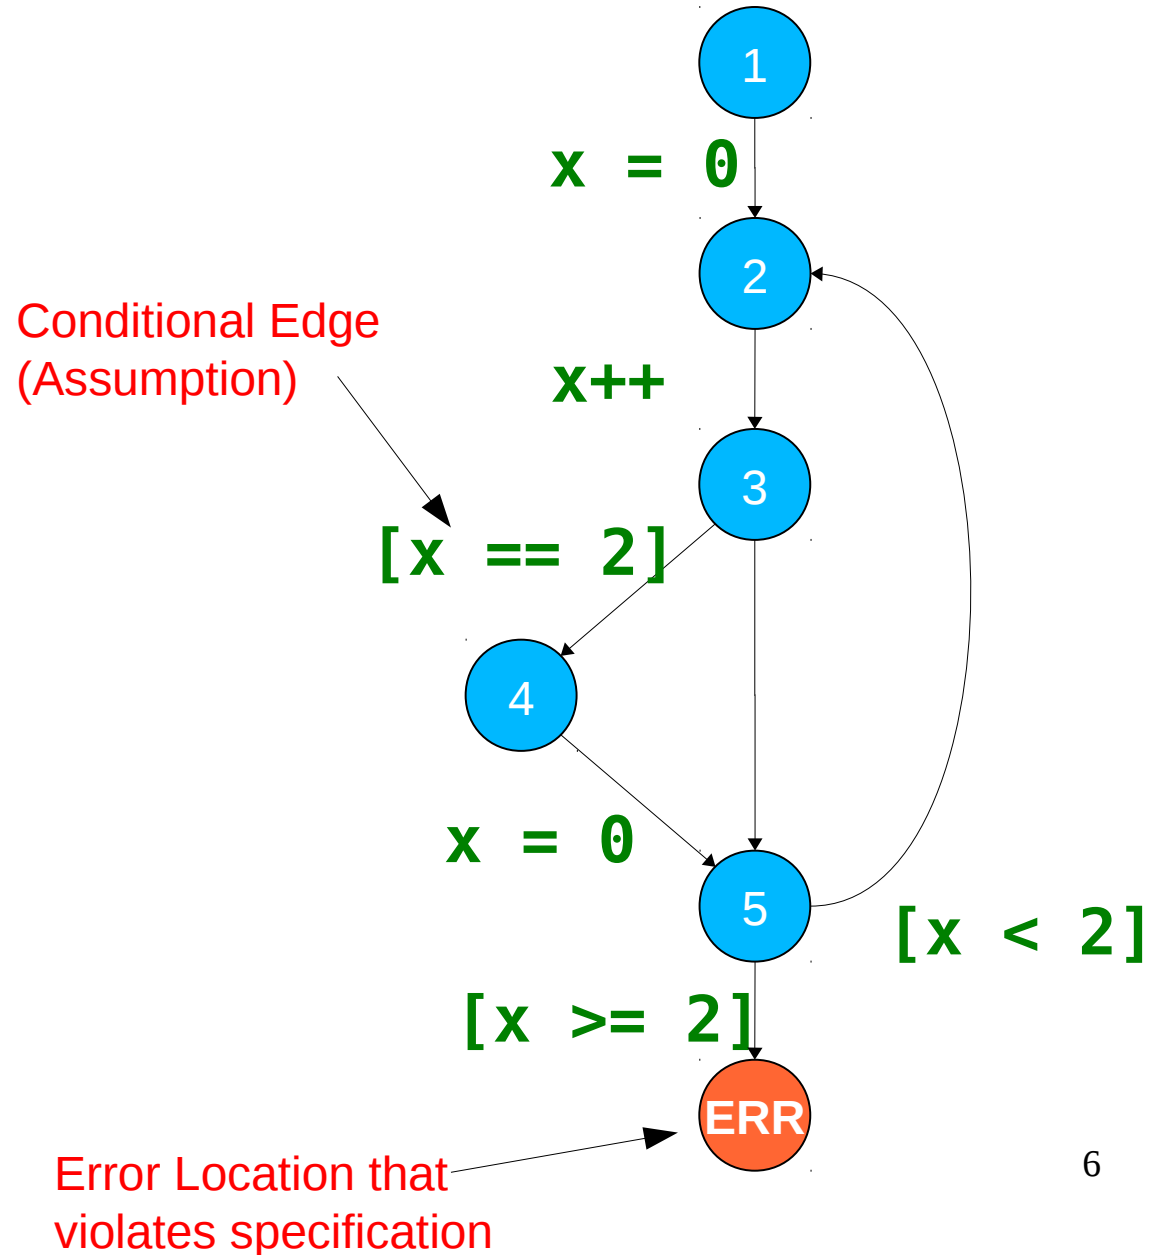 1
x = 0
2
Conditional Edge
(Assumption)
x++
3
[x == 2]
4
x = 0
5
[x < 2]
[x >= 2]
ERR
Error Location that
violates specification
6